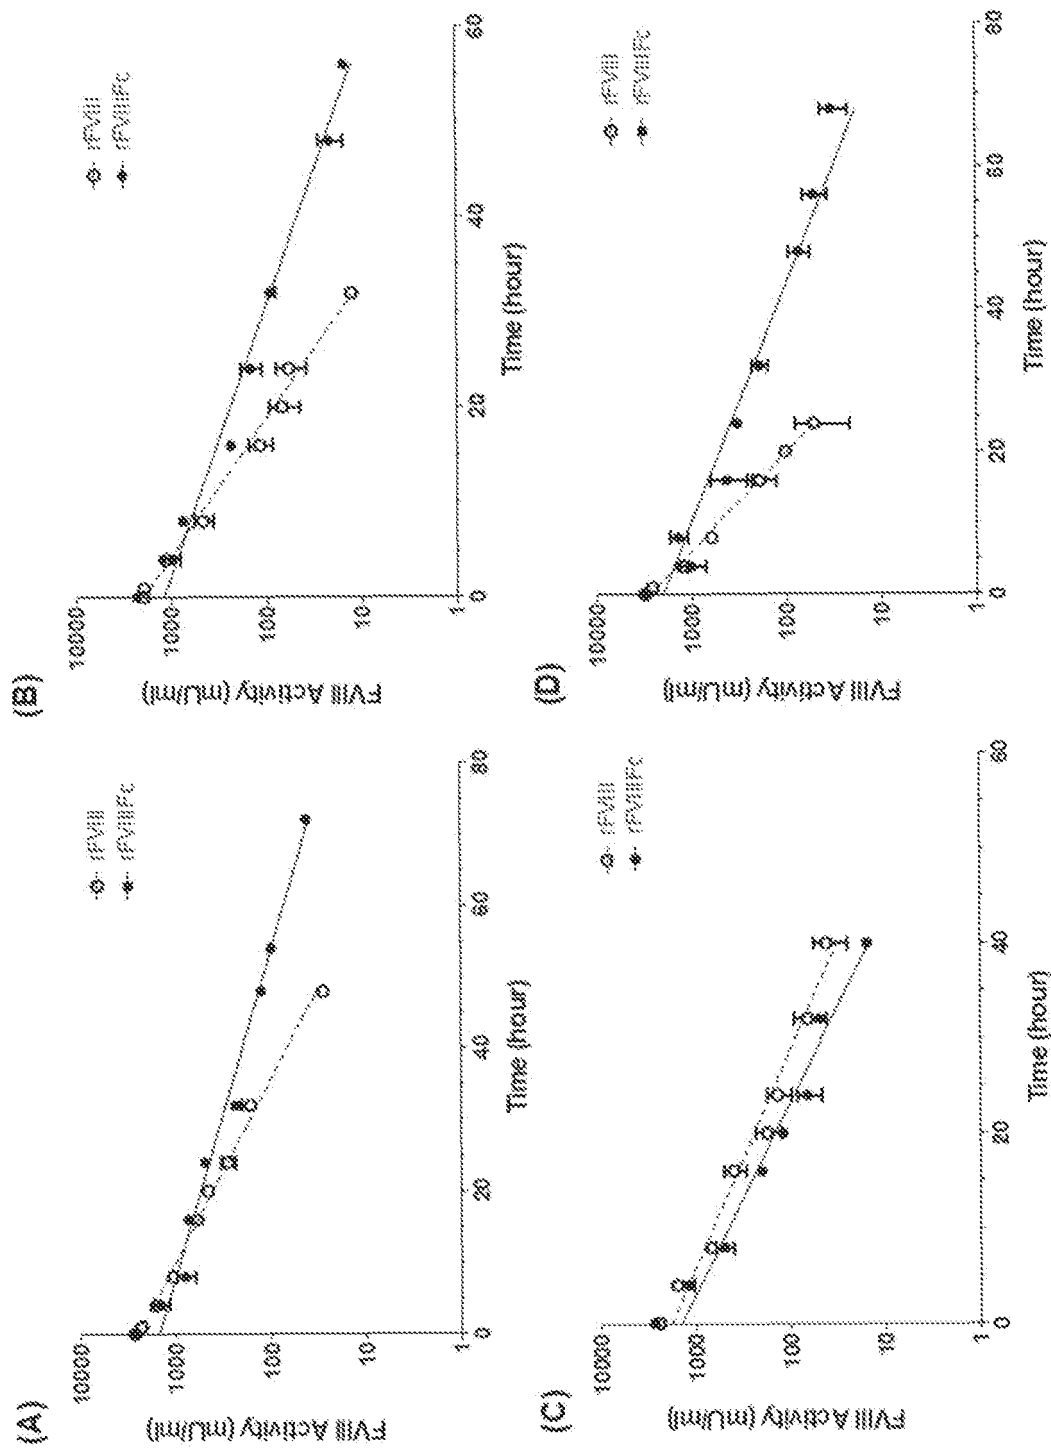 (A)
FVIII Activity (mU/ml)
10000
1000
100
10
1
0
20
40
60
80
Time (hour)
rFVIII
rFVIIIFc
(B)
FVIII Activity (mU/ml)
10000
1000
100
10
1
0
20
40
60
Time (hour)
rFVIII
rFVIIIFc
(C)
FVIII Activity (mU/ml)
10000
1000
100
10
1
0
20
40
60
Time (hour)
rFVIII
rFVIIIFc
(D)
FVIII Activity (mU/ml)
10000
1000
100
10
1
0
20
40
60
80
Time (hour)
rFVIII
rFVIIIFc